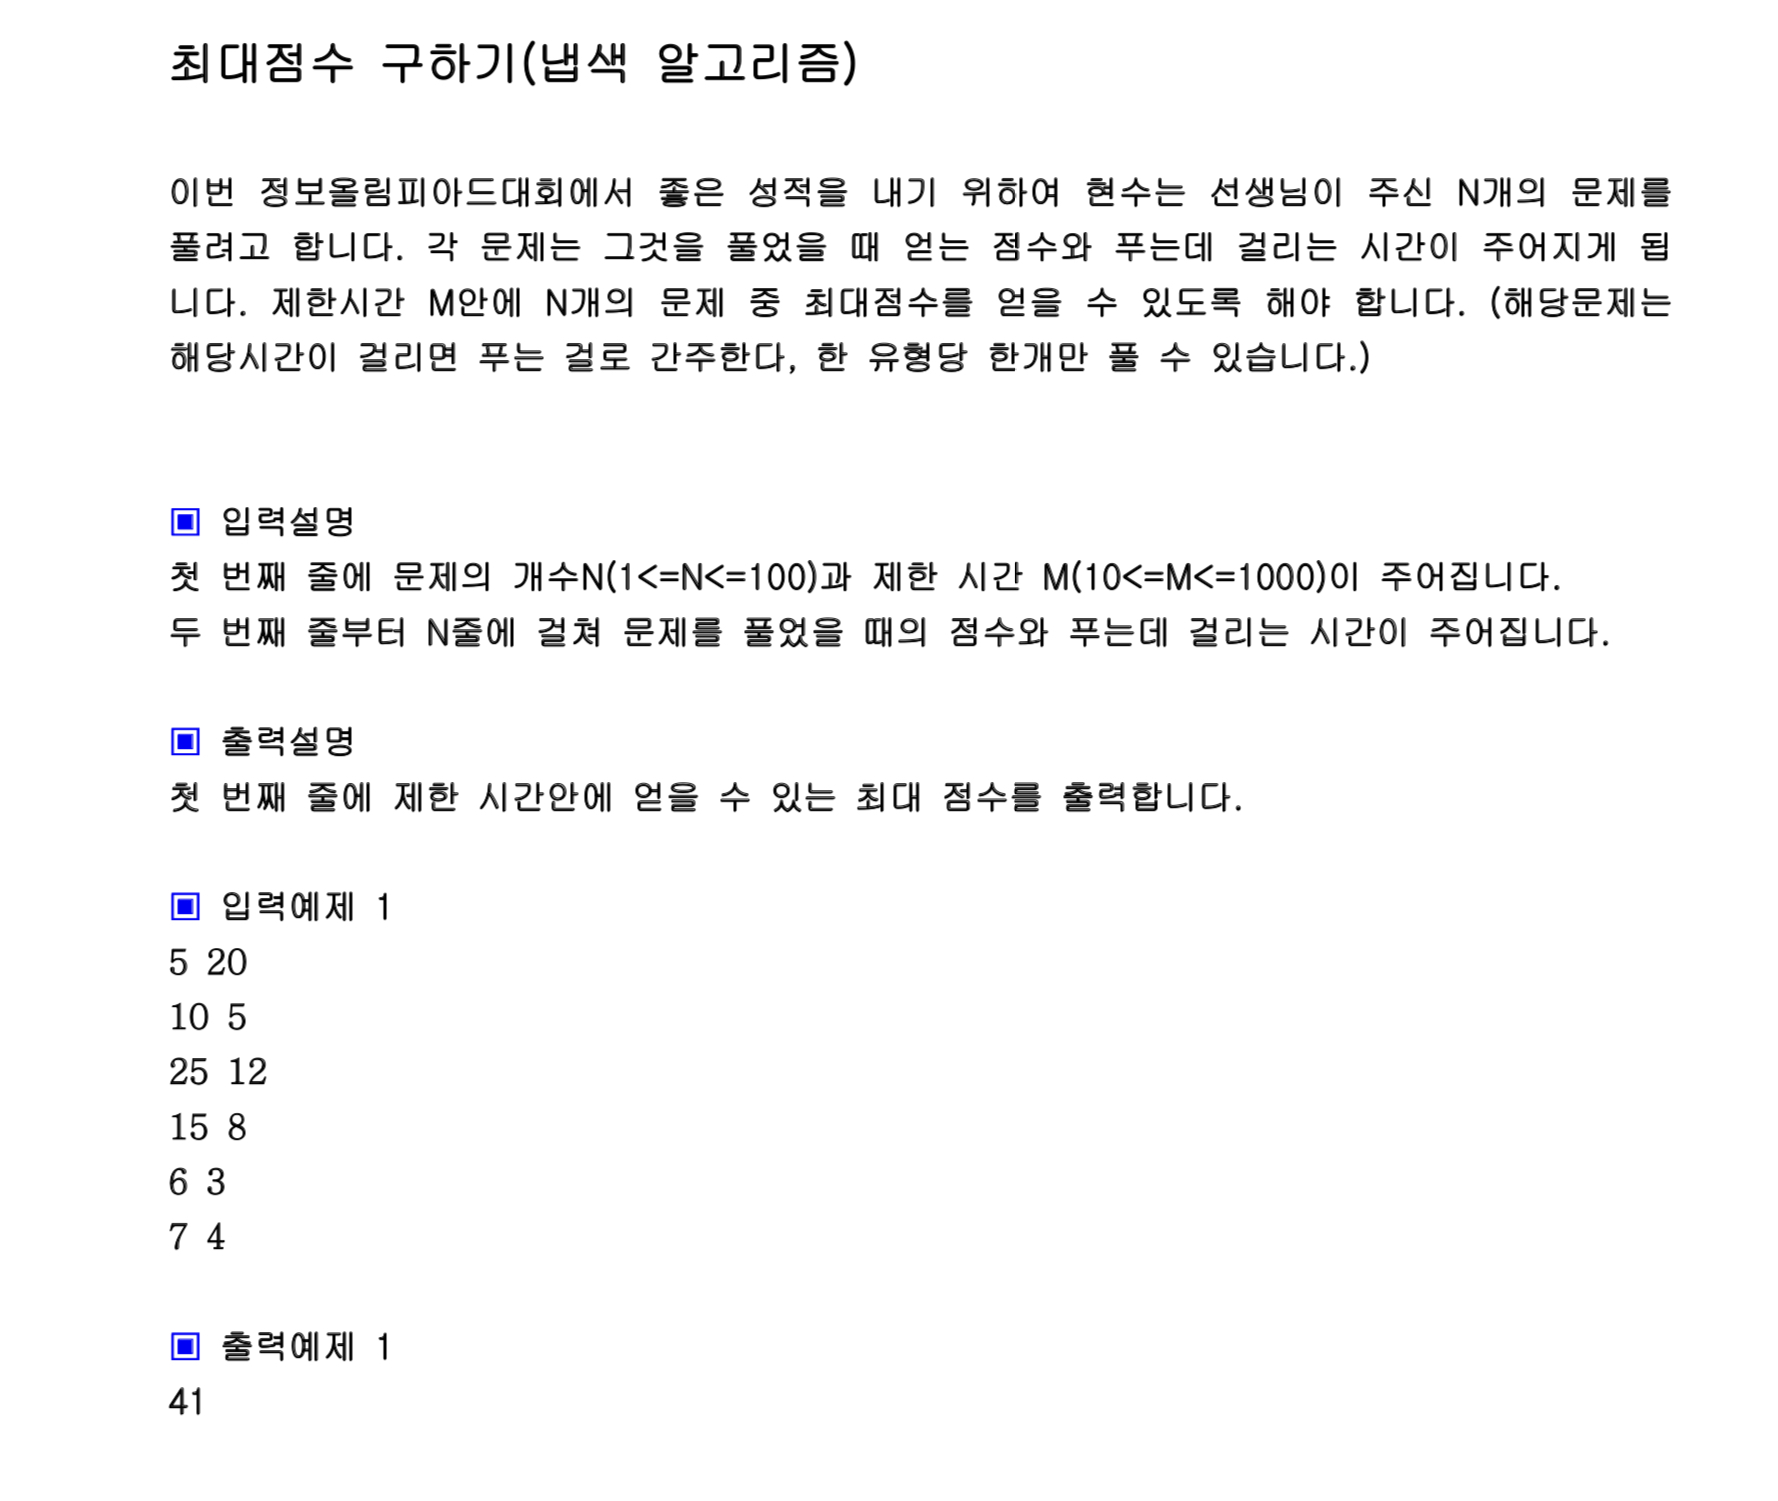 최대점수 구하기(냅색 알고리즘)
이번 정보올림피아드대회에서 좋은 성적을 내기 위하여 현수는 선생님이 주신 N개의 문제를
풀려고 합니다. 각 문제는 그것을 풀었을 때 얻는 점수와 푸는데 걸리는 시간이 주어지게 됩
니다. 제한시간 M안에 N개의 문제 중 최대점수를 얻을 수 있도록 해야 합니다. (해당문제는
해당시간이 걸리면 푸는 걸로 간주한다, 한 유형당 한개만 풀 수 있습니다.)
▣ 입력설명
첫 번째 줄에 문제의 개수N(1<=N<=100)과 제한 시간 M(10<=M<=1000)이 주어집니다.
두 번째 줄부터 N줄에 걸쳐 문제를 풀었을 때의 점수와 푸는데 걸리는 시간이 주어집니다.
▣ 출력설명
첫 번째 줄에 제한 시간안에 얻을 수 있는 최대 점수를 출력합니다.
▣ 입력예제 1
5 20
10 5
25 12
15 8
6 3
7 4
▣ 출력예제 1
41